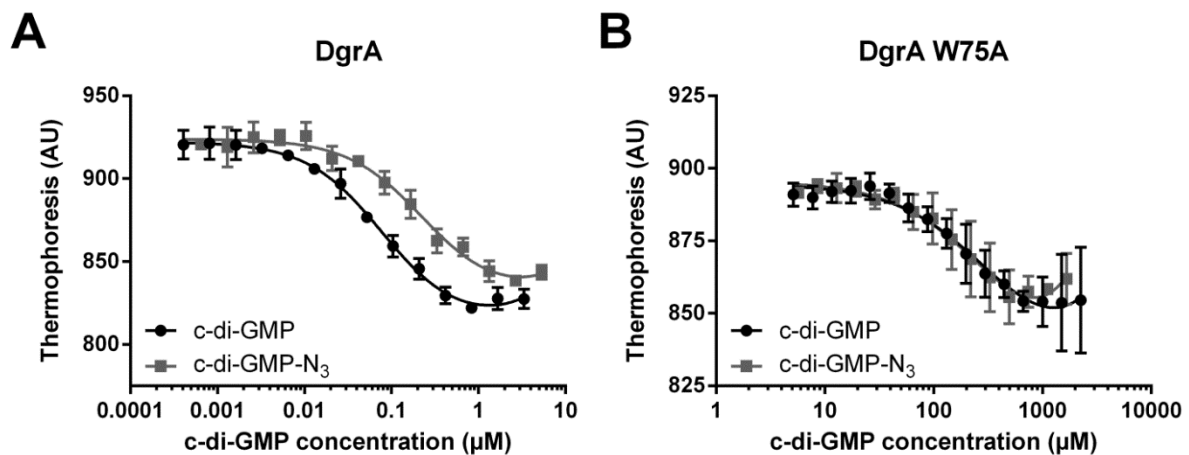 A
DgrA
Thermophoresis (AU)
950
900
850
800
c-di-GMP
c-di-GMP-N₃
0.0001
0.001
0.01
0.1
1
10
c-di-GMP concentration (µM)
B
DgrA W75A
Thermophoresis (AU)
925
900
875
850
825
c-di-GMP
c-di-GMP-N₃
1
10
100
1000
10000
c-di-GMP concentration (µM)